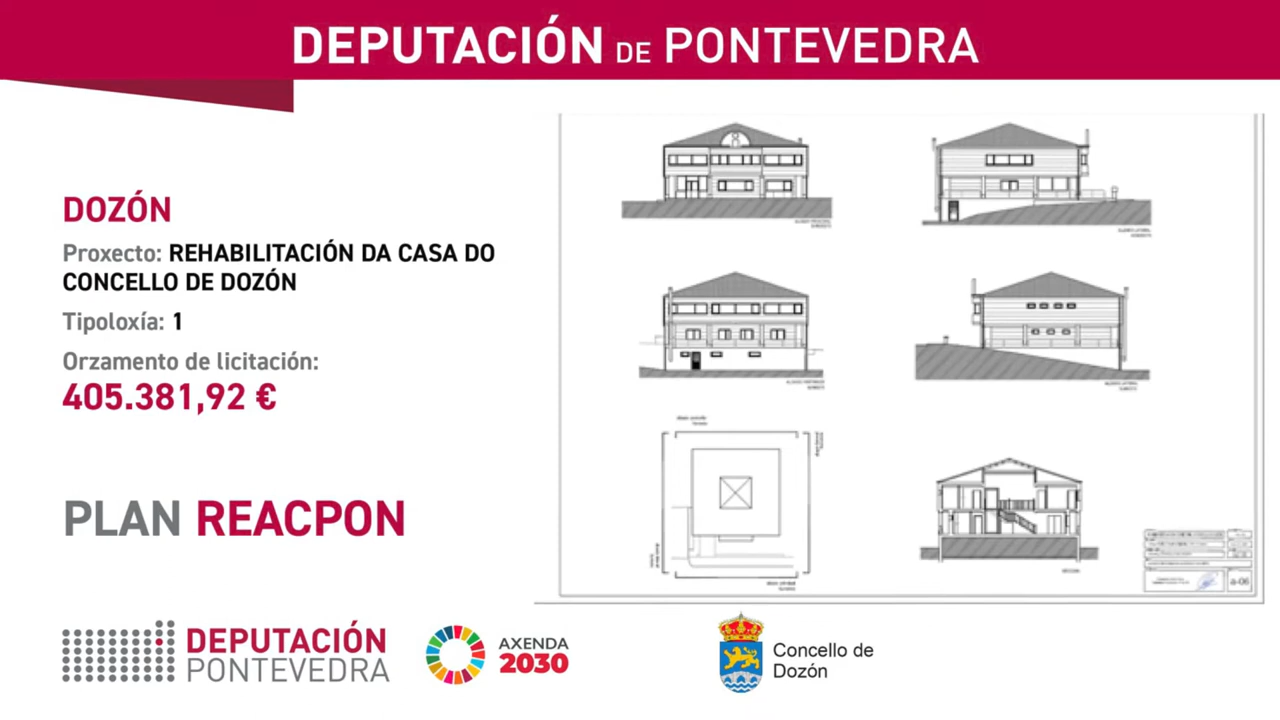 DEPUTACIÓN DE PONTEVEDRA
DOZÓN
Proxecto: REHABILITACIÓN DA CASA DO
CONCELLO DE DOZÓN
Tipoloxía: 1
Orzamento de licitación:
405.381,92 €
PLAN REACPON
a-06
DEPUTACIÓN
PONTEVEDRA
AXENDA
2030
Concello de
Dozón